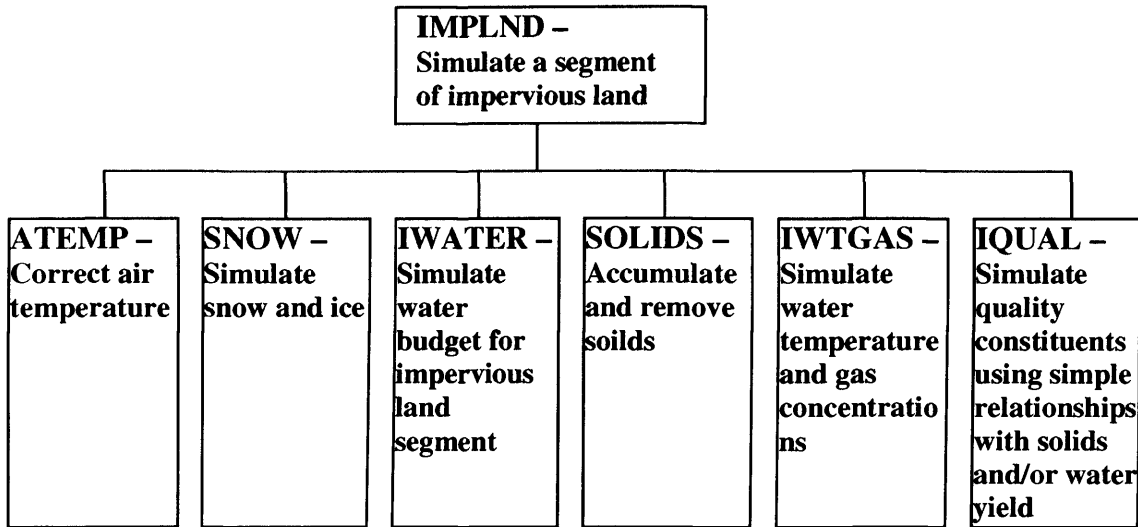 IMPLND –
Simulate a segment
of impervious land
ATEMP –
Correct air
temperature
SNOW –
Simulate
snow and ice
IWATER –
Simulate
water
budget for
impervious
land
segment
SOLIDS –
Accumulate
and remove
soilds
IWTGAS –
Simulate
water
temperature
and gas
concentratio
ns
IQUAL –
Simulate
quality
constituents
using simple
relationships
with solids
and/or water
yield